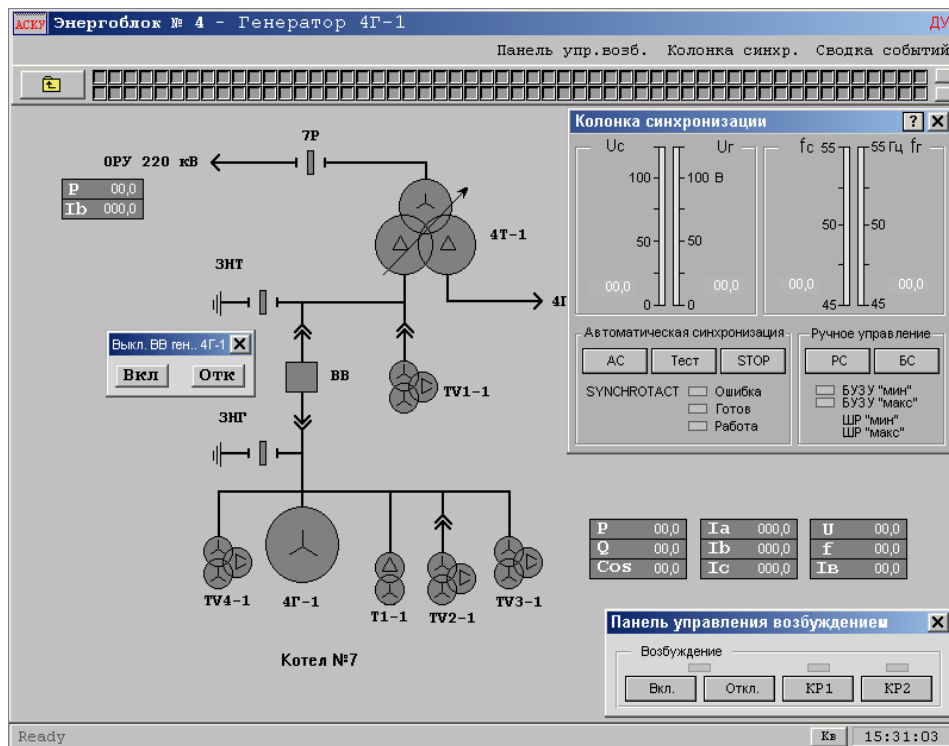 АСКУ Энергоблок № 4 - Генератор 4Г-1 ДУ
Панель упр.возб. Колонка синхр. Сводка событий
7Р
ОРУ 220 кВ
P 00,0
Ib 000,0
4Т-1
ЗНТ
4Г
Выкл. ВВ ген.. 4Г-1
Вкл Отк
ВВ
TV1-1
ЗНГ
TV4-1 4Г-1 Т1-1 TV2-1 TV3-1
Котел №7
Колонка синхронизации ?
Uс Uг fс 55 55 Гц fг
100 100 В
50 50 50 50
00,0 00,0 00,0 00,0
0 0 45 45
Автоматическая синхронизация Ручное управление
АС Тест STOP РС БС
SYNCHROTACT Ошибка
Готов
Работа
БУЗУ "мин"
БУЗУ "макс"
ШР "мин"
ШР "макс"
P 00,0 Ia 000,0 U 00,0
Q 00,0 Ib 000,0 f 00,0
Cos 00,0 Ic 000,0 Iв 00,0
Панель управления возбуждением
Возбуждение
Вкл. Откл. КР1 КР2
Ready Кв 15:31:03